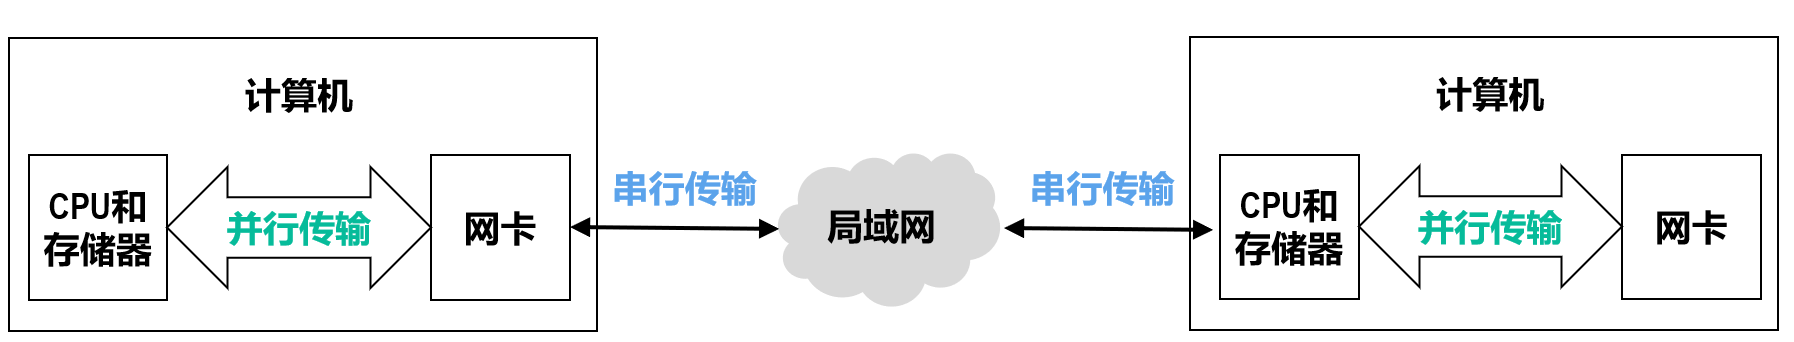 计算机
CPU和
存储器
并行传输
网卡
串行传输
局域网
串行传输
计算机
CPU和
存储器
并行传输
网卡